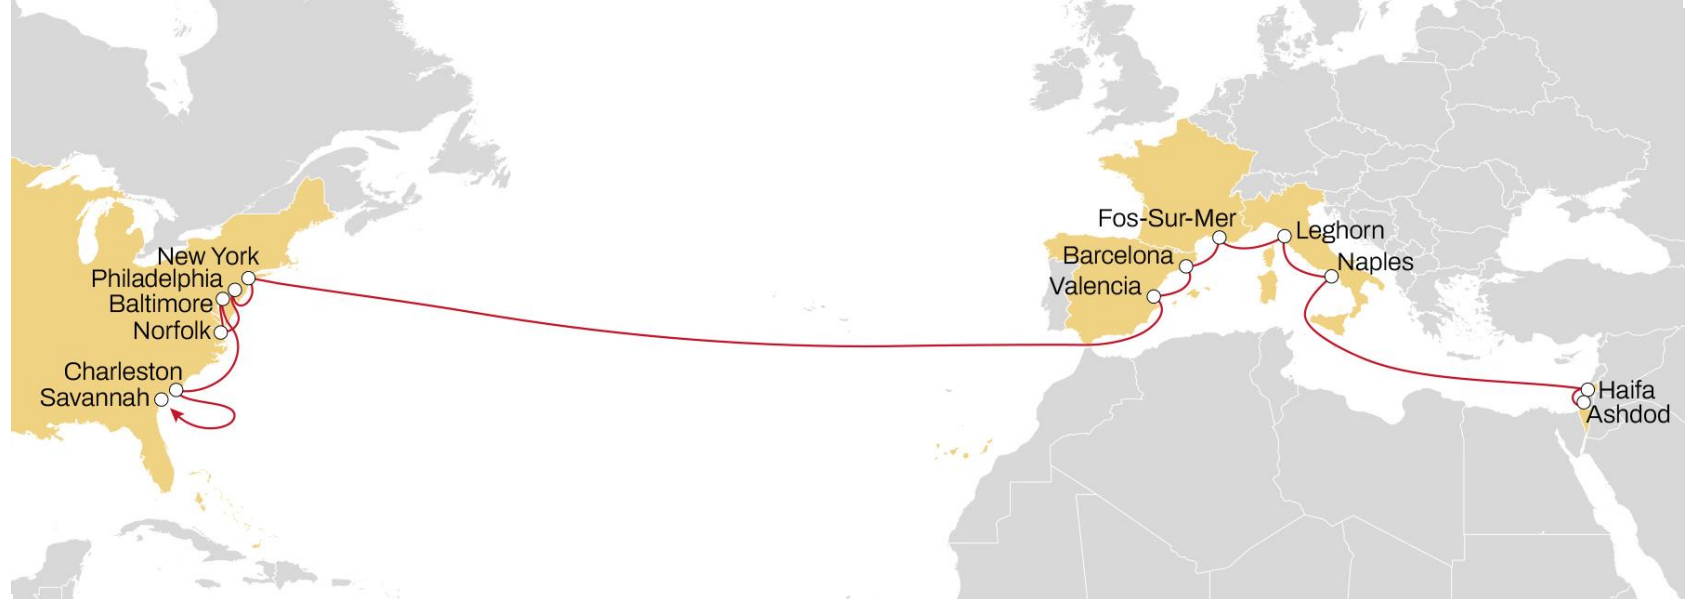 New York
Philadelphia
Baltimore
Norfolk
Charleston
Savannah
Fos-Sur-Mer
Barcelona
Valencia
Leghorn
Naples
Haifa
Ashdod